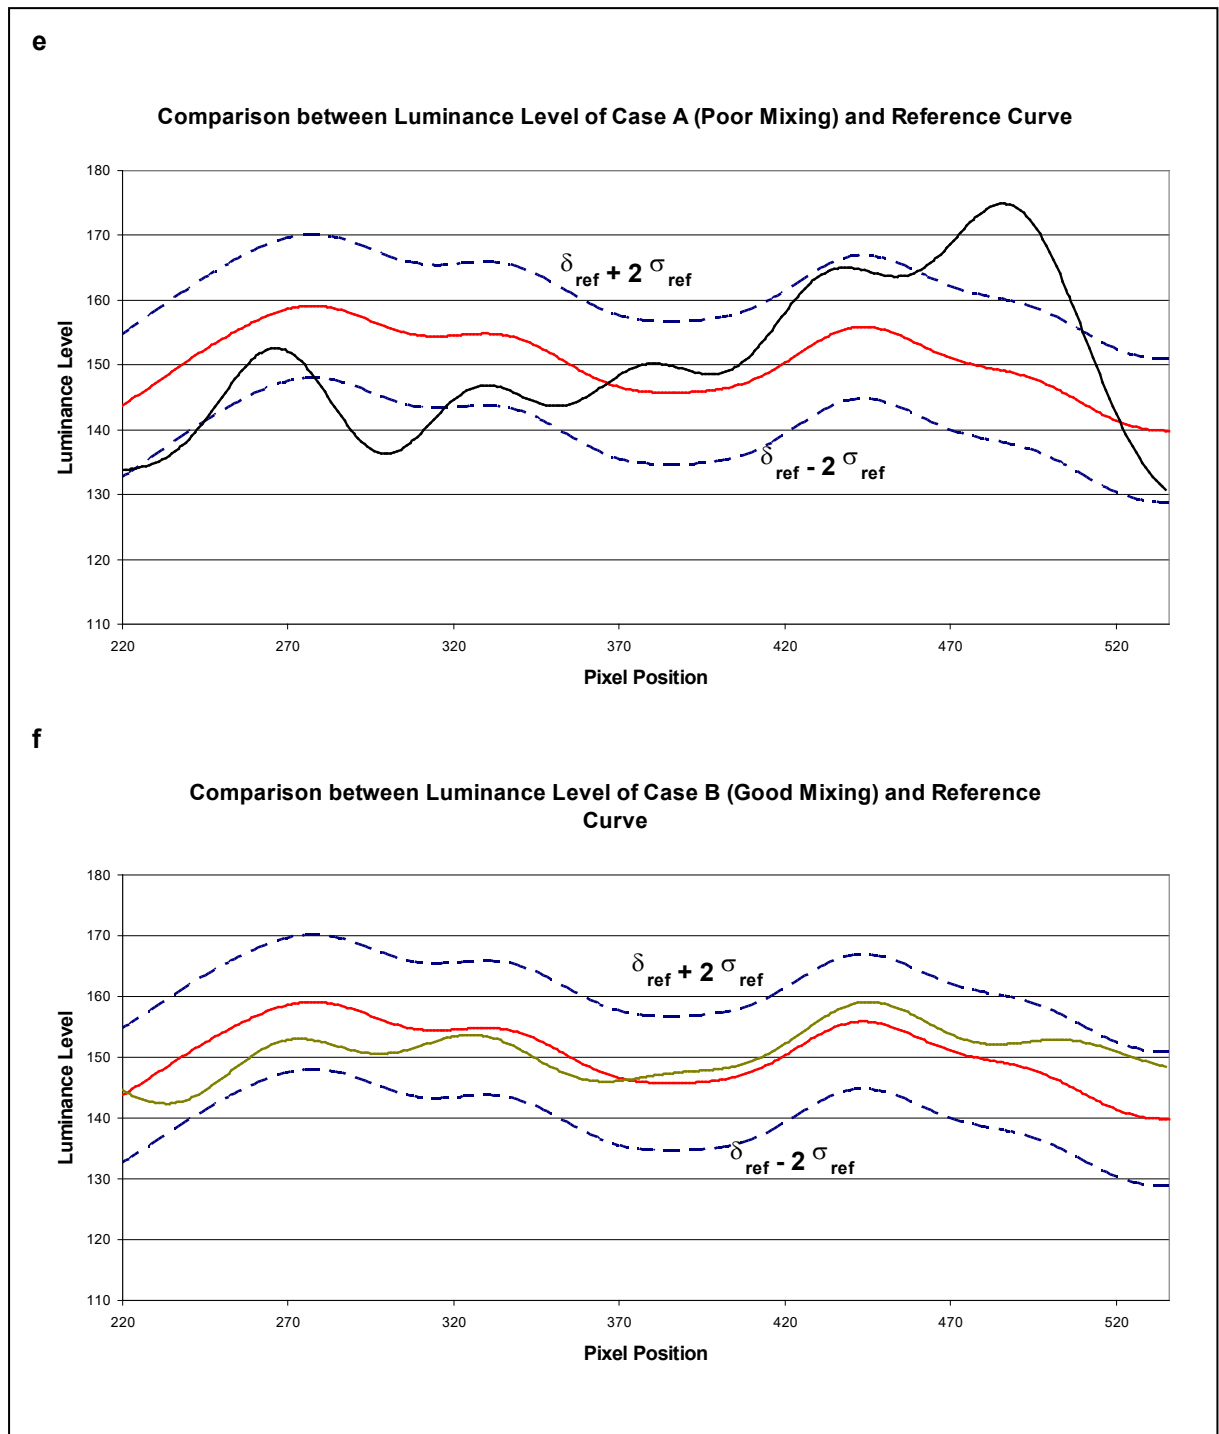 e
Comparison between Luminance Level of Case A (Poor Mixing) and Reference Curve
180
170
160
150
140
130
120
110
Luminance Level
δref + 2 σref
δref - 2 σref
220 270 320 370 420 470 520
Pixel Position
f
Comparison between Luminance Level of Case B (Good Mixing) and Reference
Curve
180
170
160
150
140
130
120
110
Luminance Level
δref + 2 σref
δref - 2 σref
220 270 320 370 420 470 520
Pixel Position